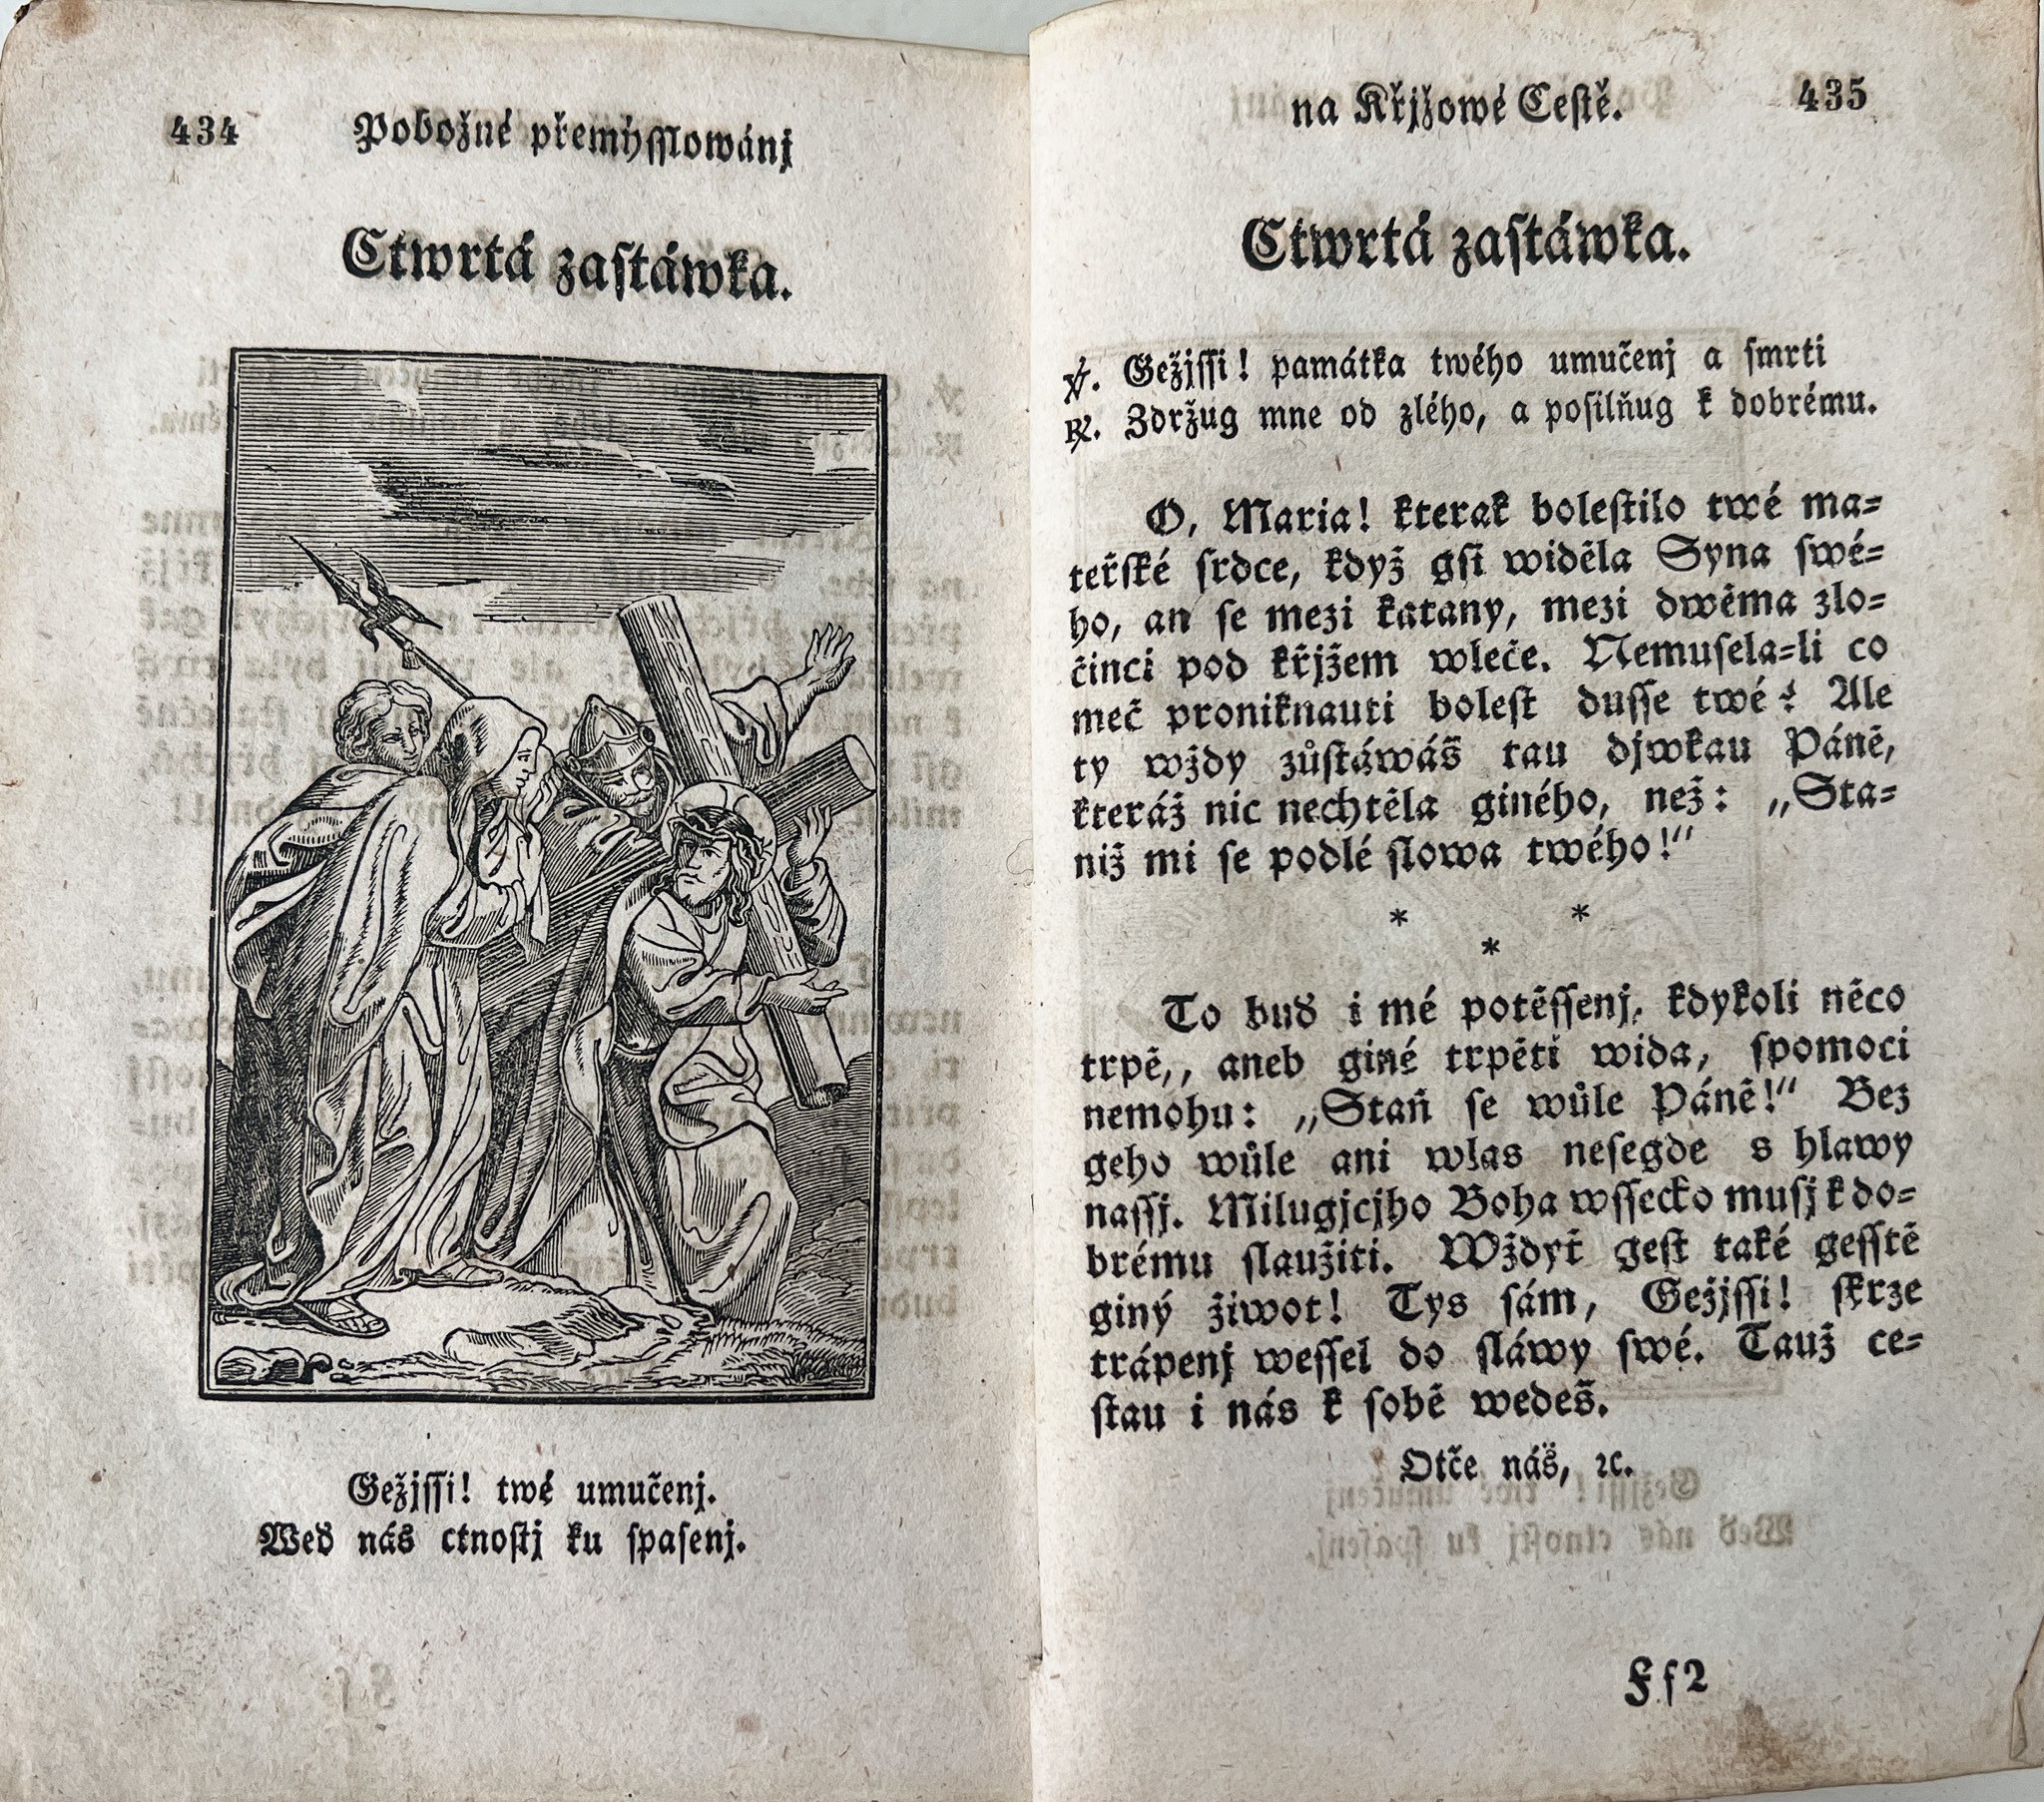 434
Pobožné přemýſſlowánj
Čtwrtá zaſtáwka.
Gežjſſi! twé umučenj.
Weď nás ctnoſtj ku ſpaſenj.
na Křjžowé Ceſtě.
435
Čtwrtá zaſtáwka.
℣. Gežjſſi! památka twého umučenj a ſmrti
℟. Zdržug mne od zlého, a poſilňug k dobrému.
O, Maria! kterak boleſtilo twé ma=
teřſké ſrdce, když gſi widěla Syna ſwé=
ho, an ſe mezi katany, mezi dwěma zlo=
činci pod křjžem wleče. Nemuſela=li co
meč proniknauti boleſt duſſe twé? Ale
ty wždy zůſtáwáš tau djwkau Páně,
kteráž nic nechtěla giného, než: „Sta=
niž mi ſe podlé ſlowa twého!“
* *
*
To buď i mé potěſſenj, kdykoli něco
trpě,, aneb giné trpěti wida, ſpomoci
nemohu: „Staň ſe wůle Páně!“ Bez
geho wůle ani wlas neſegde s hlawy
naſſj. Milugjcjho Boha wſſecko muſj k do=
brému ſlaužiti. Wždyť geſt také geſſtě
giný žiwot! Tys ſám, Gežjſſi! ſkrze
trápenj weſſel do ſláwy ſwé. Tauž ce=
ſtau i nás k ſobě wedeš.
Otče náš, ꝛc.
Ff2